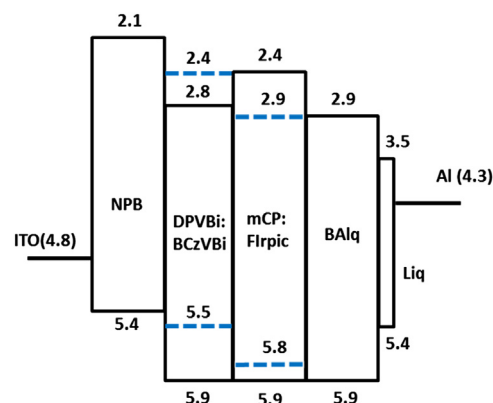 2.1
2.4
2.4
2.8
2.9
2.9
3.5
Al (4.3)
NPB
DPVBi:
BCzVBi
mCP:
FIrpic
BAlq
ITO(4.8)
Liq
5.4
5.5
5.8
5.4
5.9
5.9
5.9